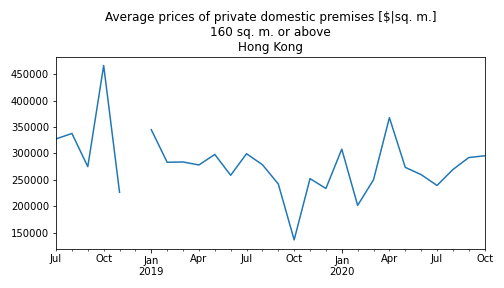 Average prices of private domestic premises [$|sq. m.]
160 sq. m. or above
Hong Kong
450000
400000
350000
300000
250000
200000
150000
Jul Oct Jan Apr Jul Oct Jan Apr Jul Oct
2019 2020